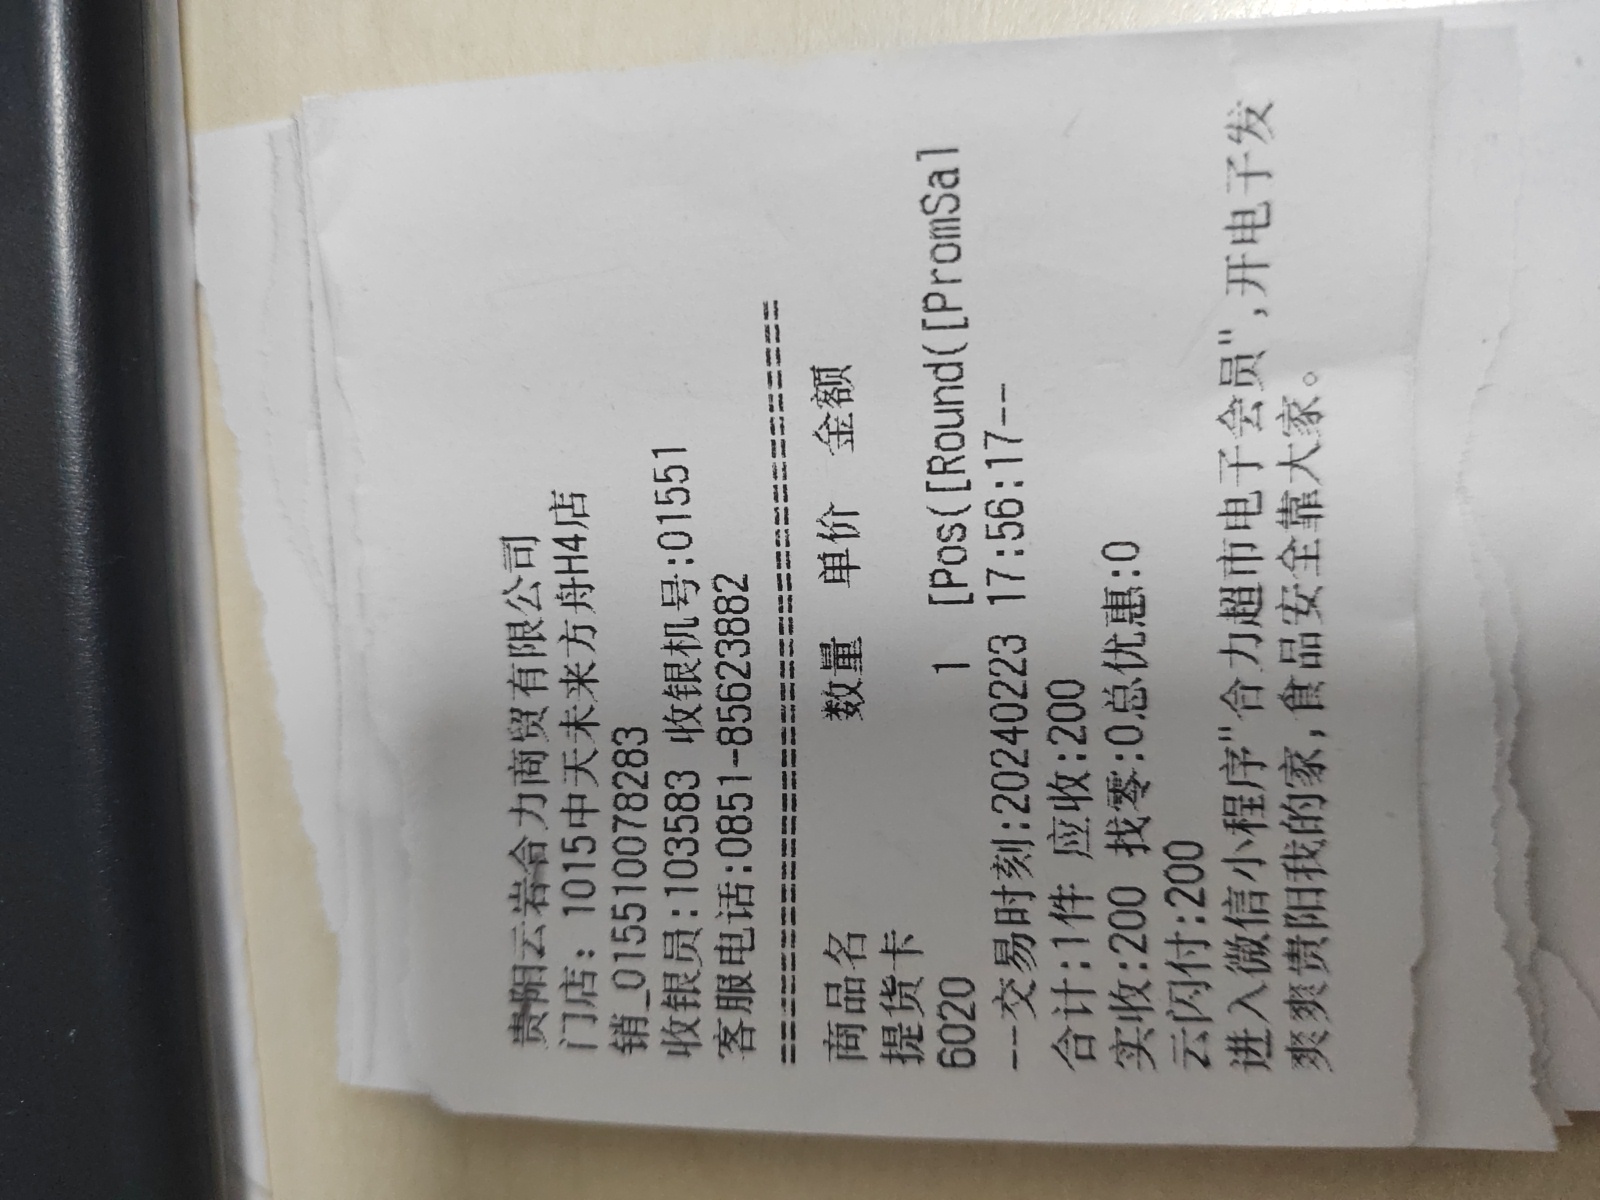 贵阳云岩合力商贸有限公司
门店: 1015中天未来方舟H4店
销_015510078283
收银员:103583 收银机号:01551
客服电话:0851-85623882
==========================================
商品名 数量 单价 金额
提货卡
6020 1 [Pos([Round([PromSal
--交易时刻:20240223 17:56:17--
合计:1件 应收:200
实收:200 找零:0总优惠:0
云闪付:200
进入微信小程序"合力超市电子会员",开电子发
爽爽贵阳我的家,食品安全靠大家。